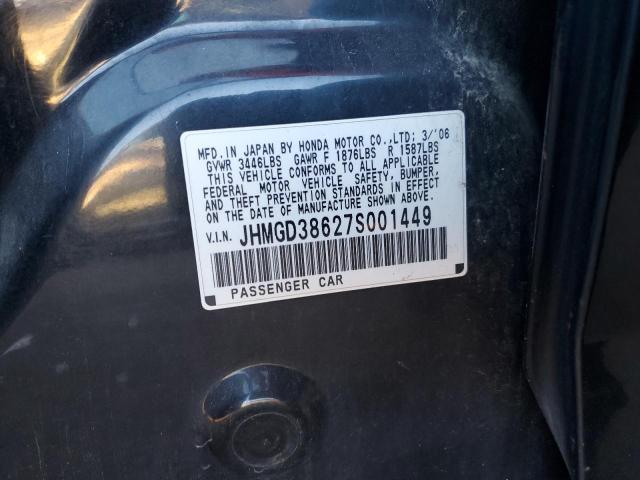 MFD. IN JAPAN BY HONDA MOTOR CO., LTD: 3/'06
GVWR 3446LBS GAWR F 1876LBS R 1587LBS
THIS VEHICLE CONFORMS TO ALL APPLICABLE
FEDERAL MOTOR VEHICLE SAFETY, BUMPER,
AND THEFT PREVENTION STANDARDS IN EFFECT
ON THE DATE OF MANUFACTURE SHOWN ABOVE.
V.I.N. JHMGD38627S001449
PASSENGER CAR